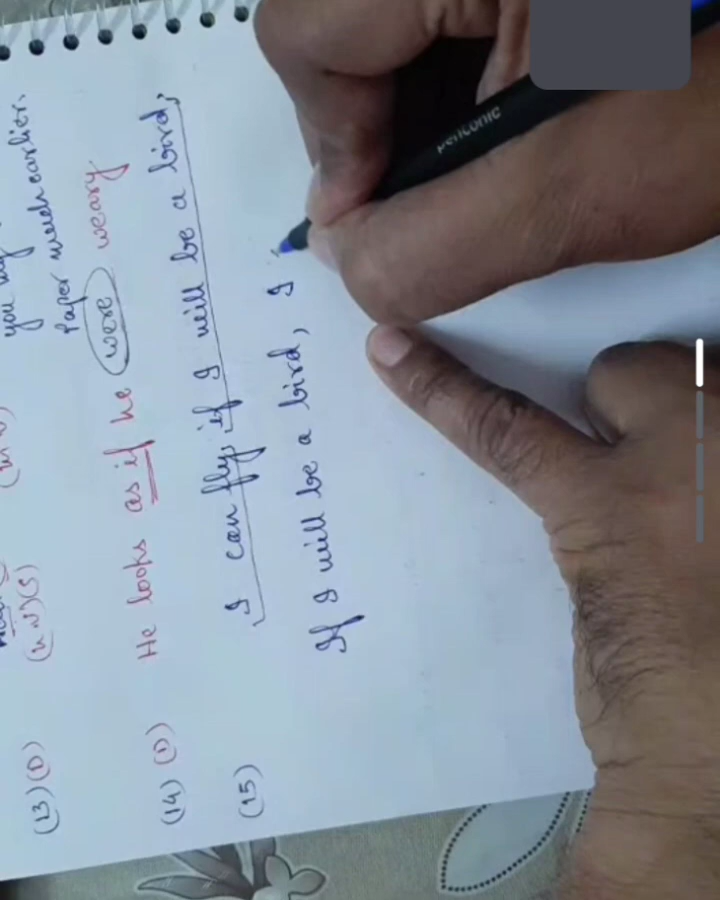 you my
Paper much earlier.
(13) (D) (u N)(S)
(14) (D) He looks as if he were weary
(15) I can fly, if I will be a bird,
If I will be a bird, I
Pentonic